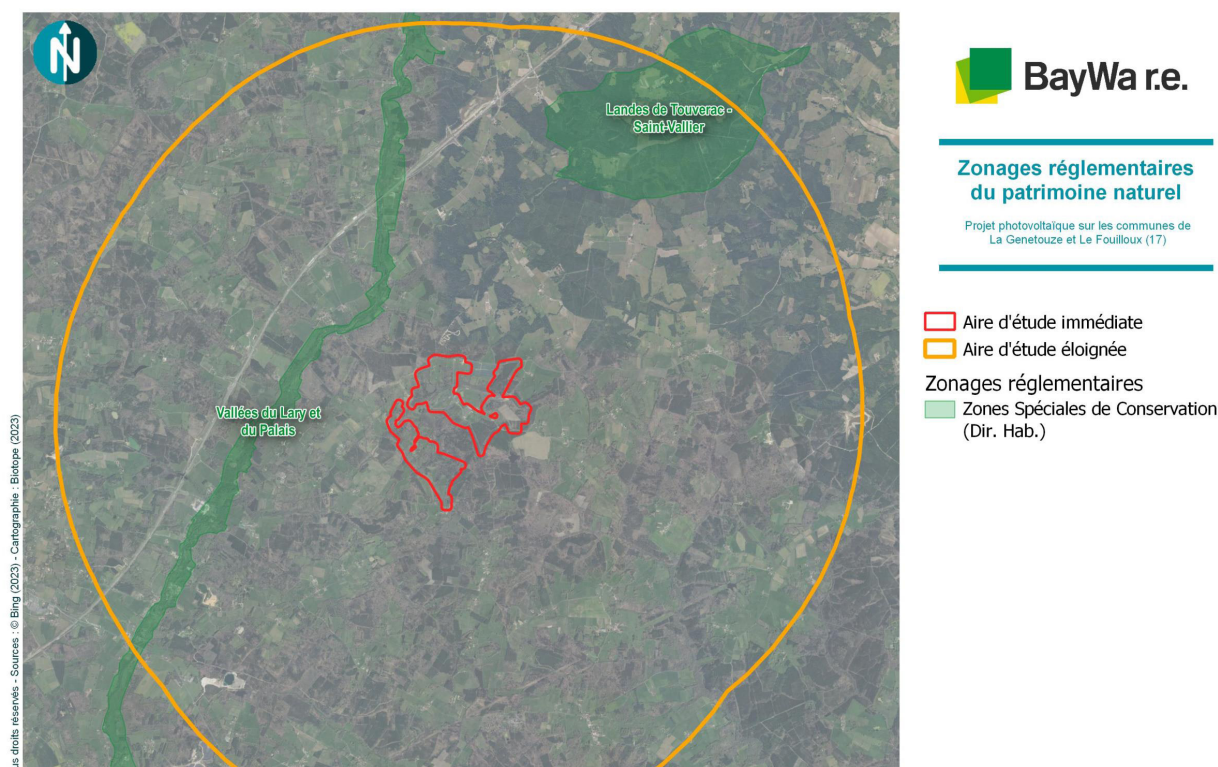 N
Landes de Touverac -
Saint-Vallier
Vallées du Lary et
du Palais
us droits réservés - Sources : © Bing (2023) - Cartographie : Biotope (2023)
BayWa r.e.
Zonages réglementaires
du patrimoine naturel
Projet photovoltaïque sur les communes de
La Genetouze et Le Fouilloux (17)
Aire d'étude immédiate
Aire d'étude éloignée
Zonages réglementaires
Zones Spéciales de Conservation
(Dir. Hab.)